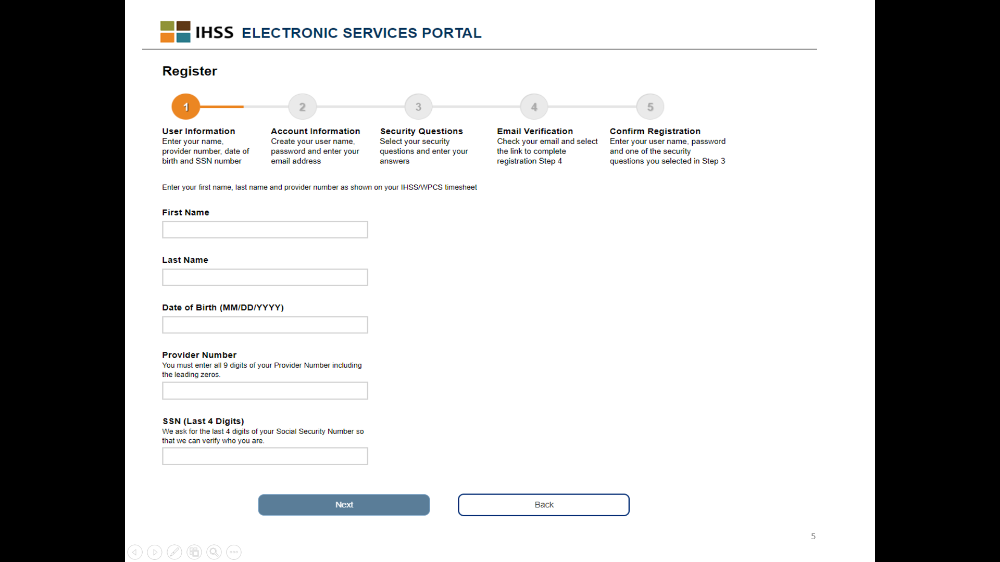 IHSS ELECTRONIC SERVICES PORTAL
Register
1 2 3 4 5
User Information
Enter your name,
provider number, date of
birth and SSN number
Account Information
Create your user name,
password and enter your
email address
Security Questions
Select your security
questions and enter your
answers
Email Verification
Check your email and select
the link to complete
registration Step 4
Confirm Registration
Enter your user name, password
and one of the security
questions you selected in Step 3
Enter your first name, last name and provider number as shown on your IHSS/WPCS timesheet
First Name
Last Name
Date of Birth (MM/DD/YYYY)
Provider Number
You must enter all 9 digits of your Provider Number including
the leading zeros.
SSN (Last 4 Digits)
We ask for the last 4 digits of your Social Security Number so
that we can verify who you are.
Next
Back
5